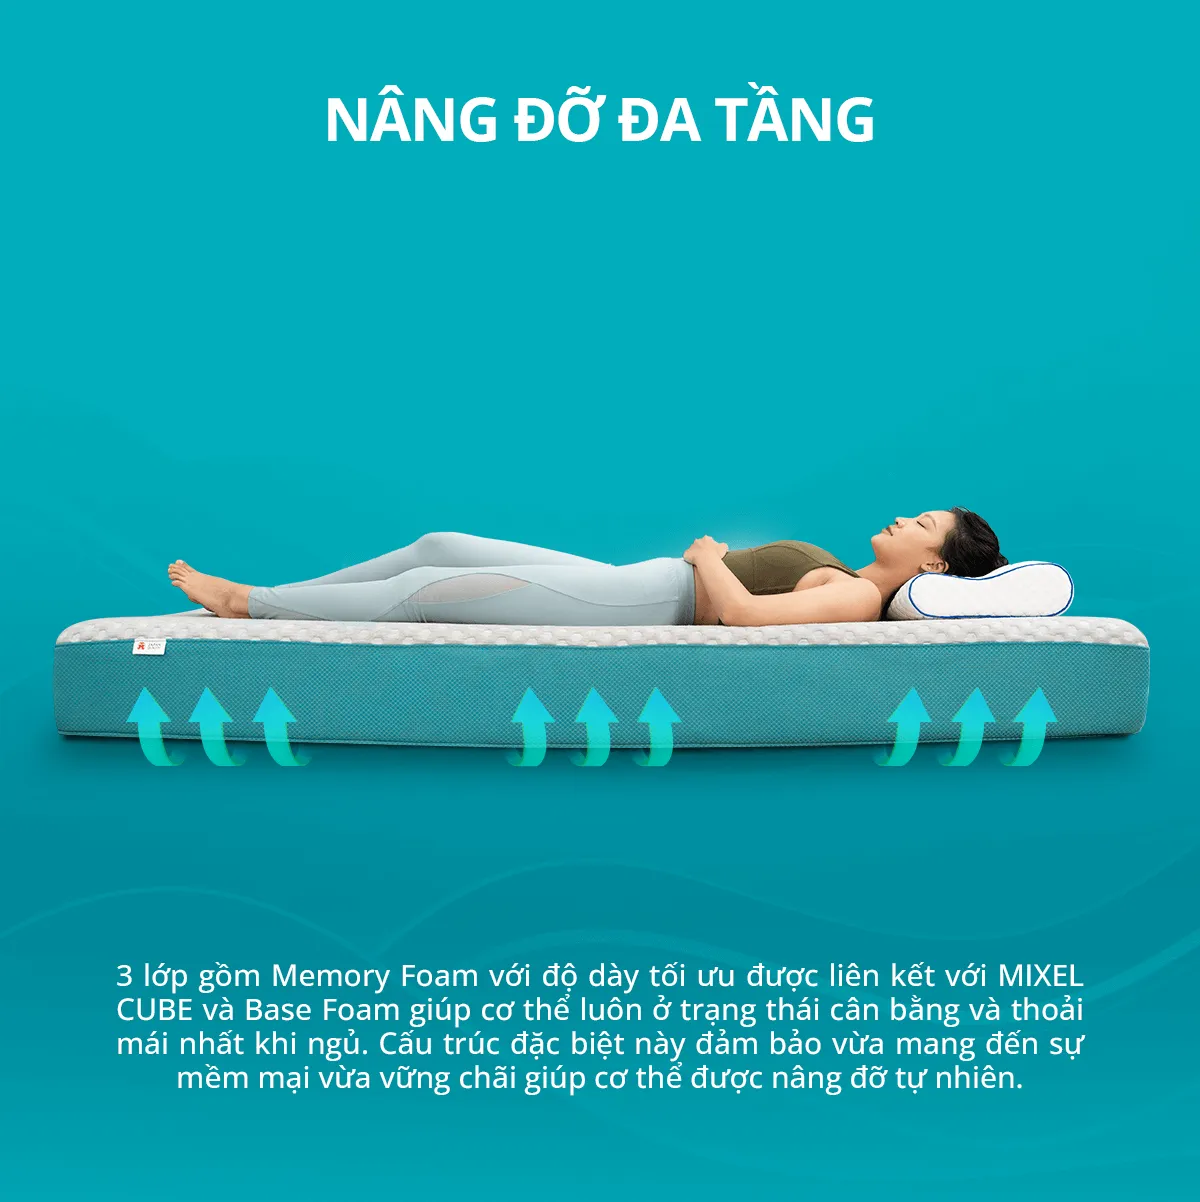 NÂNG ĐỠ ĐA TẦNG
3 lớp gồm Memory Foam với độ dày tối ưu được liên kết với MIXEL
CUBE và Base Foam giúp cơ thể luôn ở trạng thái cân bằng và thoải
mái nhất khi ngủ. Cấu trúc đặc biệt này đảm bảo vừa mang đến sự
mềm mại vừa vững chãi giúp cơ thể được nâng đỡ tự nhiên.